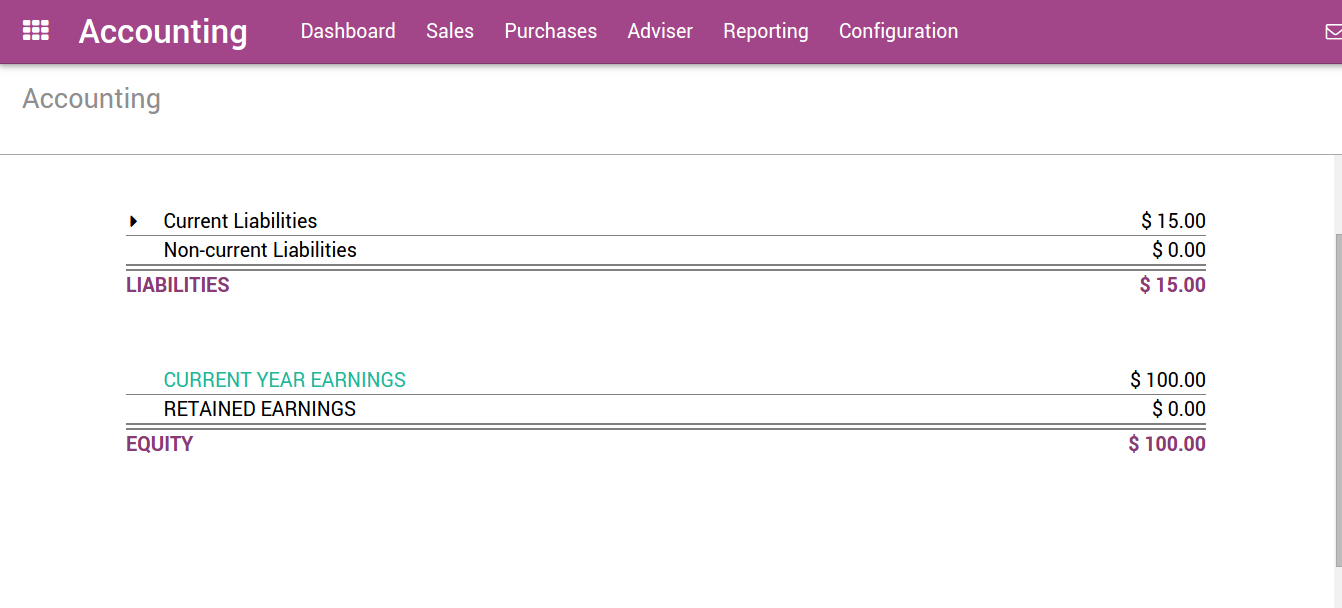 Accounting Dashboard Sales Purchases Adviser Reporting Configuration
Accounting
Current Liabilities $ 15.00
Non-current Liabilities $ 0.00
LIABILITIES $ 15.00
CURRENT YEAR EARNINGS $ 100.00
RETAINED EARNINGS $ 0.00
EQUITY $ 100.00